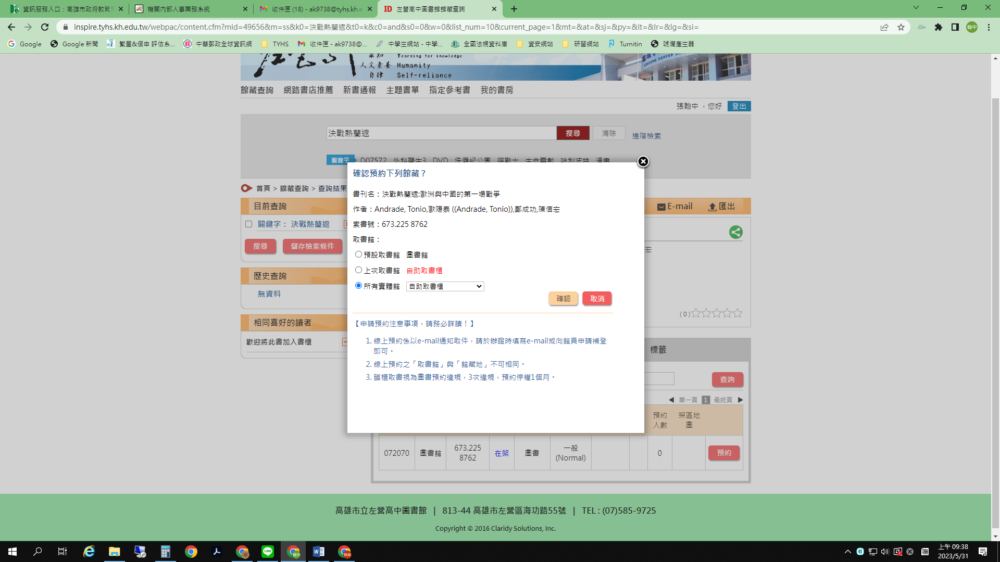 資訊服務入口：高雄市政府教育局
機關內部人事業務系統
收件匣 (18) - ak9738@tyhs.kh.e
ID 左營高中圖書館館藏查詢
inspire.tyhs.kh.edu.tw/webpac/content.cfm?mid=49656&m=ss&k0=決戰熱蘭遮&t0=k&c0=and&s0=0&w=0&list_num=10&current_page=1&mt=&at=&sj=&py=&it=&lr=&lg=&si=
翰中
Google
Google 新聞
繁星&個申 評估系...
中華郵政全球資訊網
TYHS
收件匣 - ak9738@...
中學生網站 - 中學...
全國法規資料庫
資安網站
研習網站
Turnitin
唬爛產生器
求知 Yearning for knowledge
人文素養 Humanity
自律 Self-reliance
館藏查詢 網路書店推薦 新書通報 主題書單 指定參考書 我的書房
張翰中 ，您好 登出
決戰熱蘭遮 搜尋 清除 進階檢索
關鍵字 D07572 外科醫生3 DVD 侏儸紀公園 貓戰士 生命靈數 哈利波特 漫畫
首頁 > 館藏查詢 > 查詢結果
目前查詢
關鍵字： 決戰熱蘭遮
搜尋 儲存檢索條件
歷史查詢
無資料
相同喜好的讀者
歡迎將此書加入書櫃
E-mail 匯出
宏
( 0 )
標籤
查詢
第一頁 1 最終頁
預約人數 架區地圖
確認預約下列館藏？
書刊名：決戰熱蘭遮:歐洲與中國的第一場戰爭
作者：Andrade, Tonio,歐陽泰 ((Andrade, Tonio)),鄭成功,陳信宏
索書號：673.225 8762
取書館：
預設取書館 圖書館
上次取書館 自助取書櫃
所有實體館 自助取書櫃
確認 取消
【申請預約注意事項，請務必詳讀！】
1. 線上預約係以e-mail通知取件，請於辦證時填寫e-mail或向館員申請補登
即可。
2. 線上預約之「取書館」與「館藏地」不可相同。
3. 臨櫃取書視為圖書預約違規，3次違規，預約停權1個月。
072070 圖書館 673.225 8762 在架 圖書 一般 (Normal) 0 預約
高雄市立左營高中圖書館 | 813-44 高雄市左營區海功路55號 | TEL : (07)585-9725
Copyright © 2016 Claridy Solutions, Inc.
上午 09:38
2023/5/31